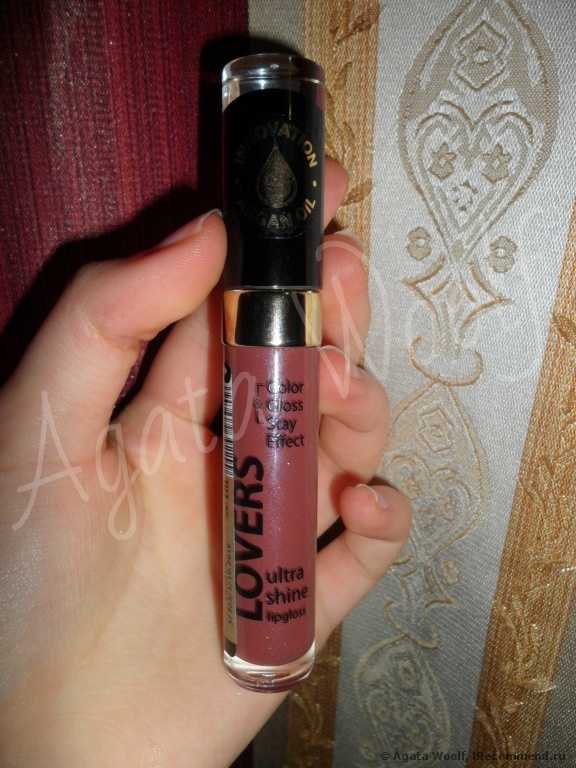 INNOVATION
ARGAN OIL
Color
&
Gloss
Stay
Effect
LOVERS
ultra
shine
lipgloss
Agata Woolf
© Agata Woolf, IRecommend.ru